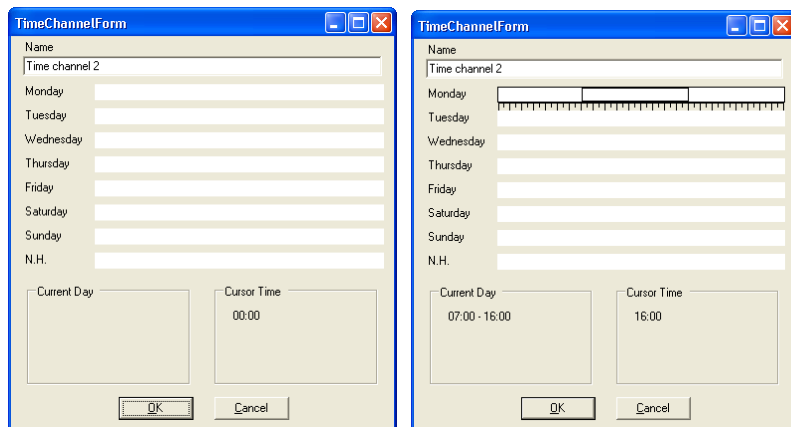 TimeChannelForm
Name
Time channel 2
Monday
Tuesday
Wednesday
Thursday
Friday
Saturday
Sunday
N.H.
Current Day
Cursor Time
00:00
OK
Cancel
TimeChannelForm
Name
Time channel 2
Monday
Tuesday
Wednesday
Thursday
Friday
Saturday
Sunday
N.H.
Current Day
Cursor Time
07:00 - 16:00
16:00
OK
Cancel